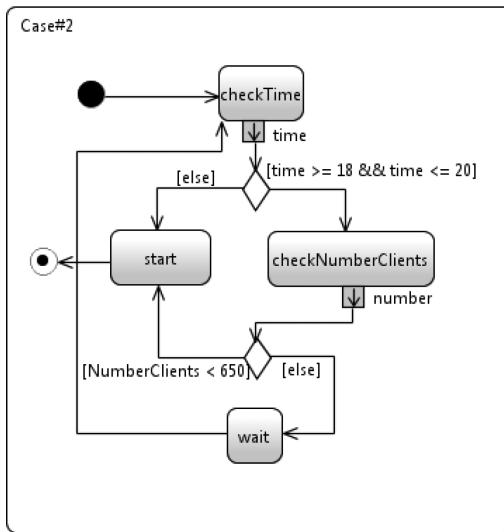 Case#2
checkTime
time
[time >= 18 && time <= 20]
[else]
start
checkNumberClients
number
[NumberClients < 650]
[else]
wait